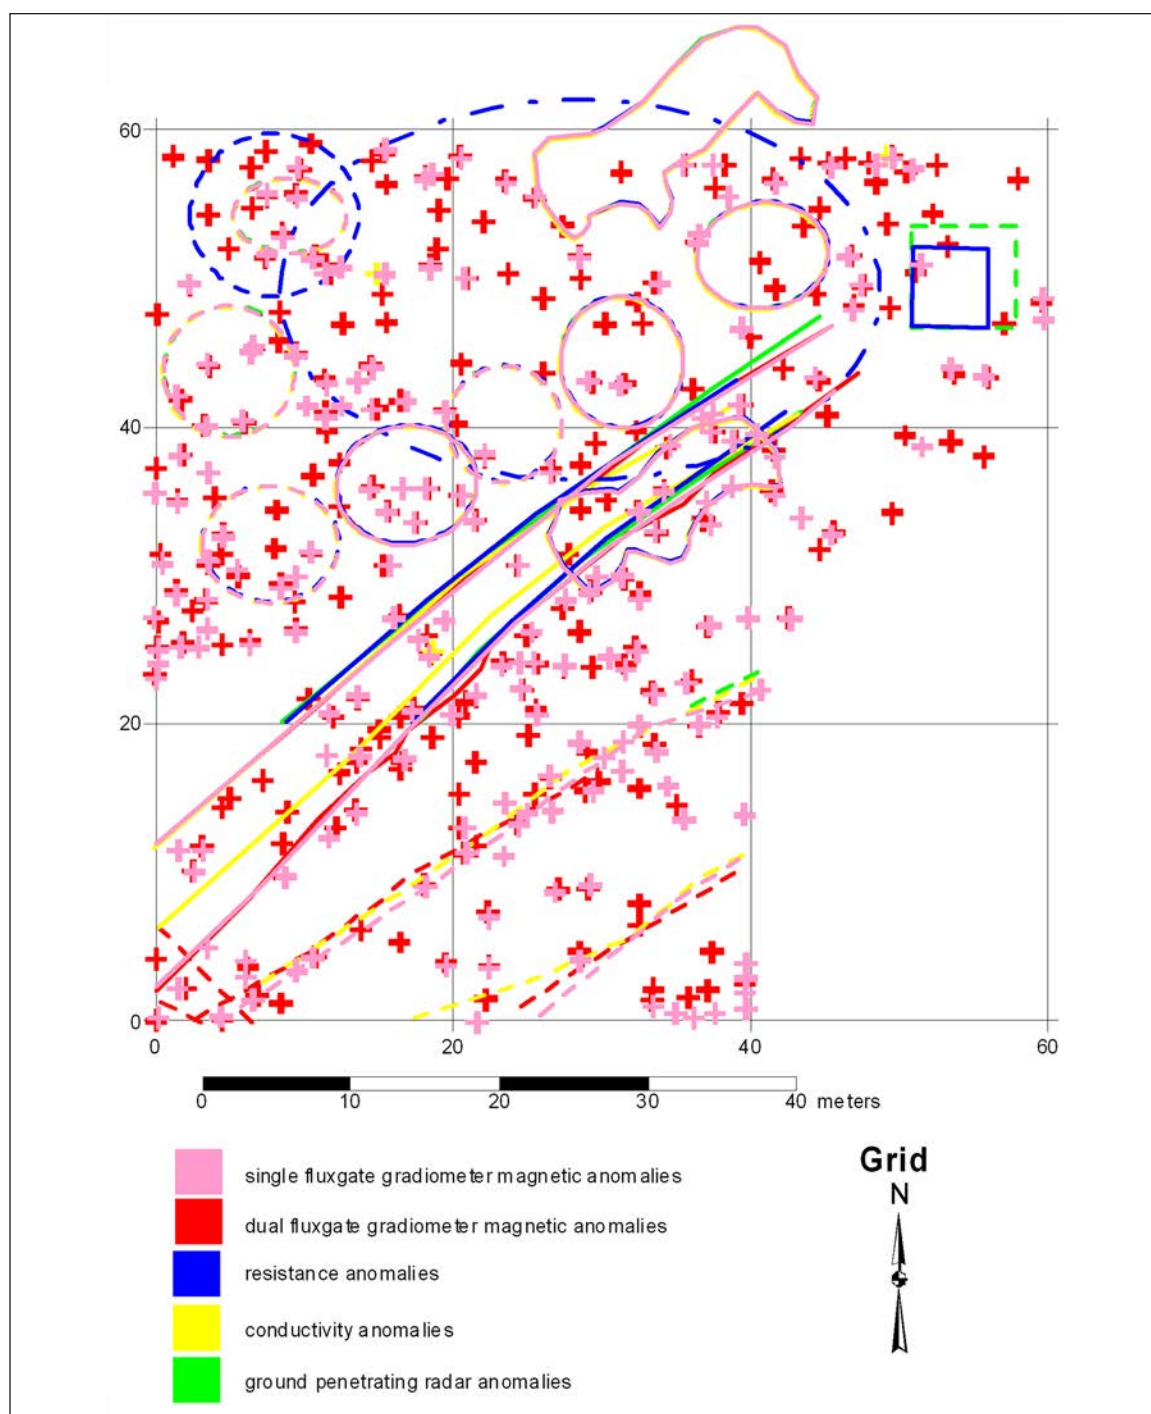 60
40
20
0
0 20 40 60
0 10 20 30 40 meters
single fluxgate gradiometer magnetic anomalies
dual fluxgate gradiometer magnetic anomalies
resistance anomalies
conductivity anomalies
ground penetrating radar anomalies
Grid
N